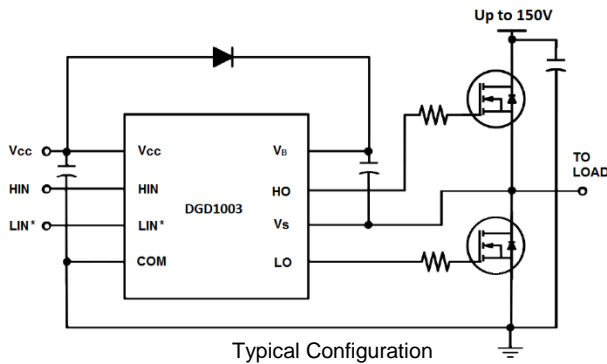 Up to 150V
Vcc
Vcc
VB
HIN
HIN
HO
TO
LOAD
DGD1003
LIN*
LIN*
Vs
COM
LO
Typical Configuration